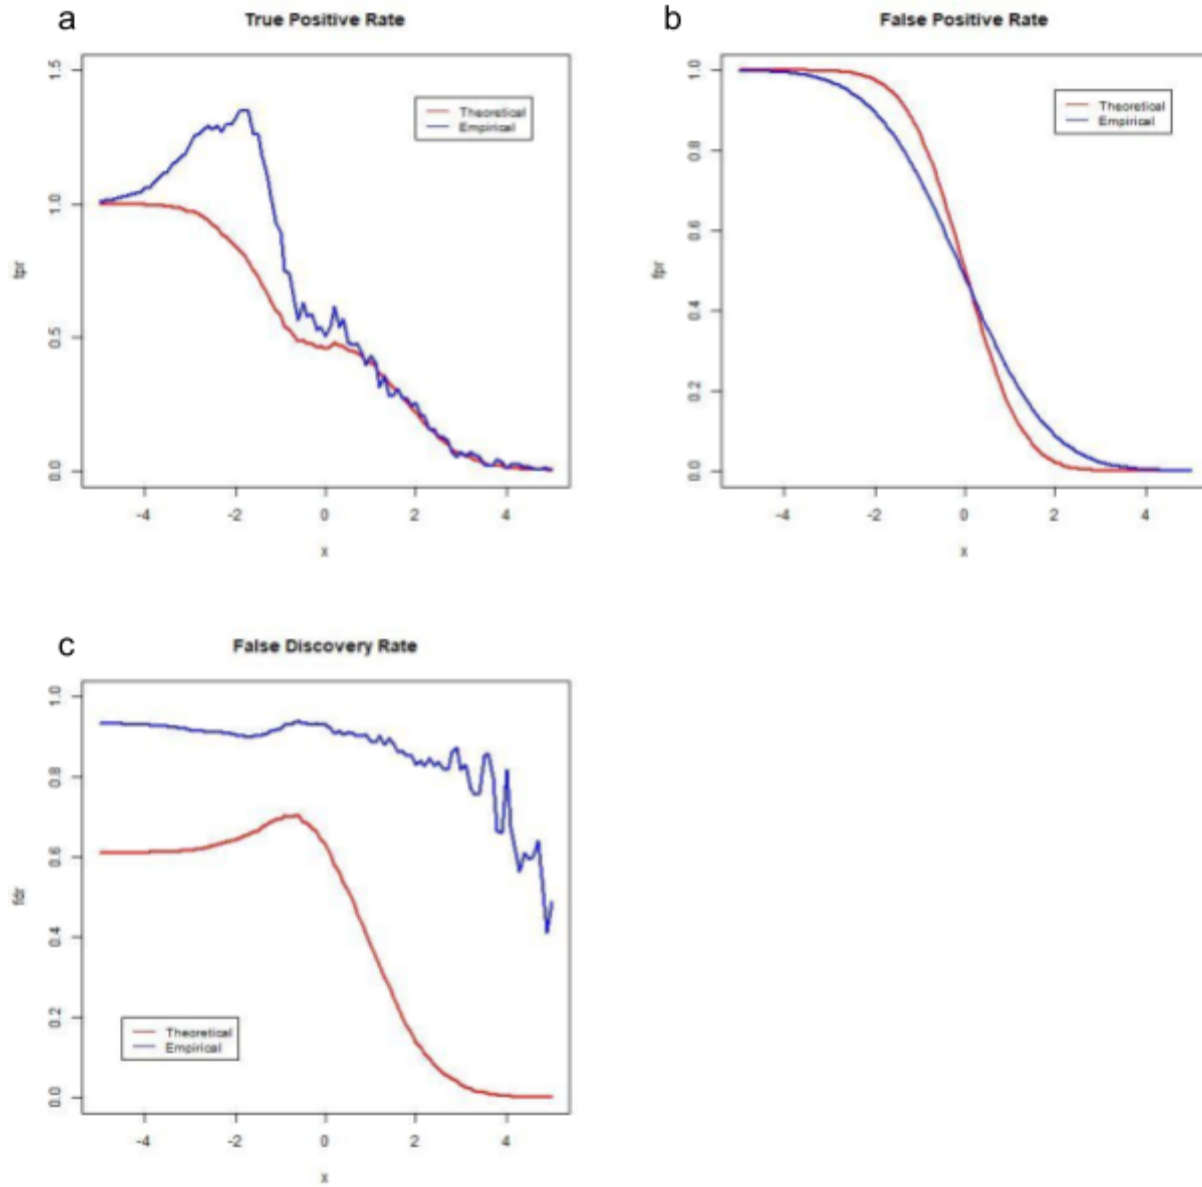 a
True Positive Rate
tpr
1.5
1.0
0.5
0.0
Theoretical
Empirical
-4 -2 0 2 4
x
b
False Positive Rate
fpr
1.0
0.8
0.6
0.4
0.2
0.0
Theoretical
Empirical
-4 -2 0 2 4
x
c
False Discovery Rate
fdr
1.0
0.8
0.6
0.4
0.2
0.0
Theoretical
Empirical
-4 -2 0 2 4
x